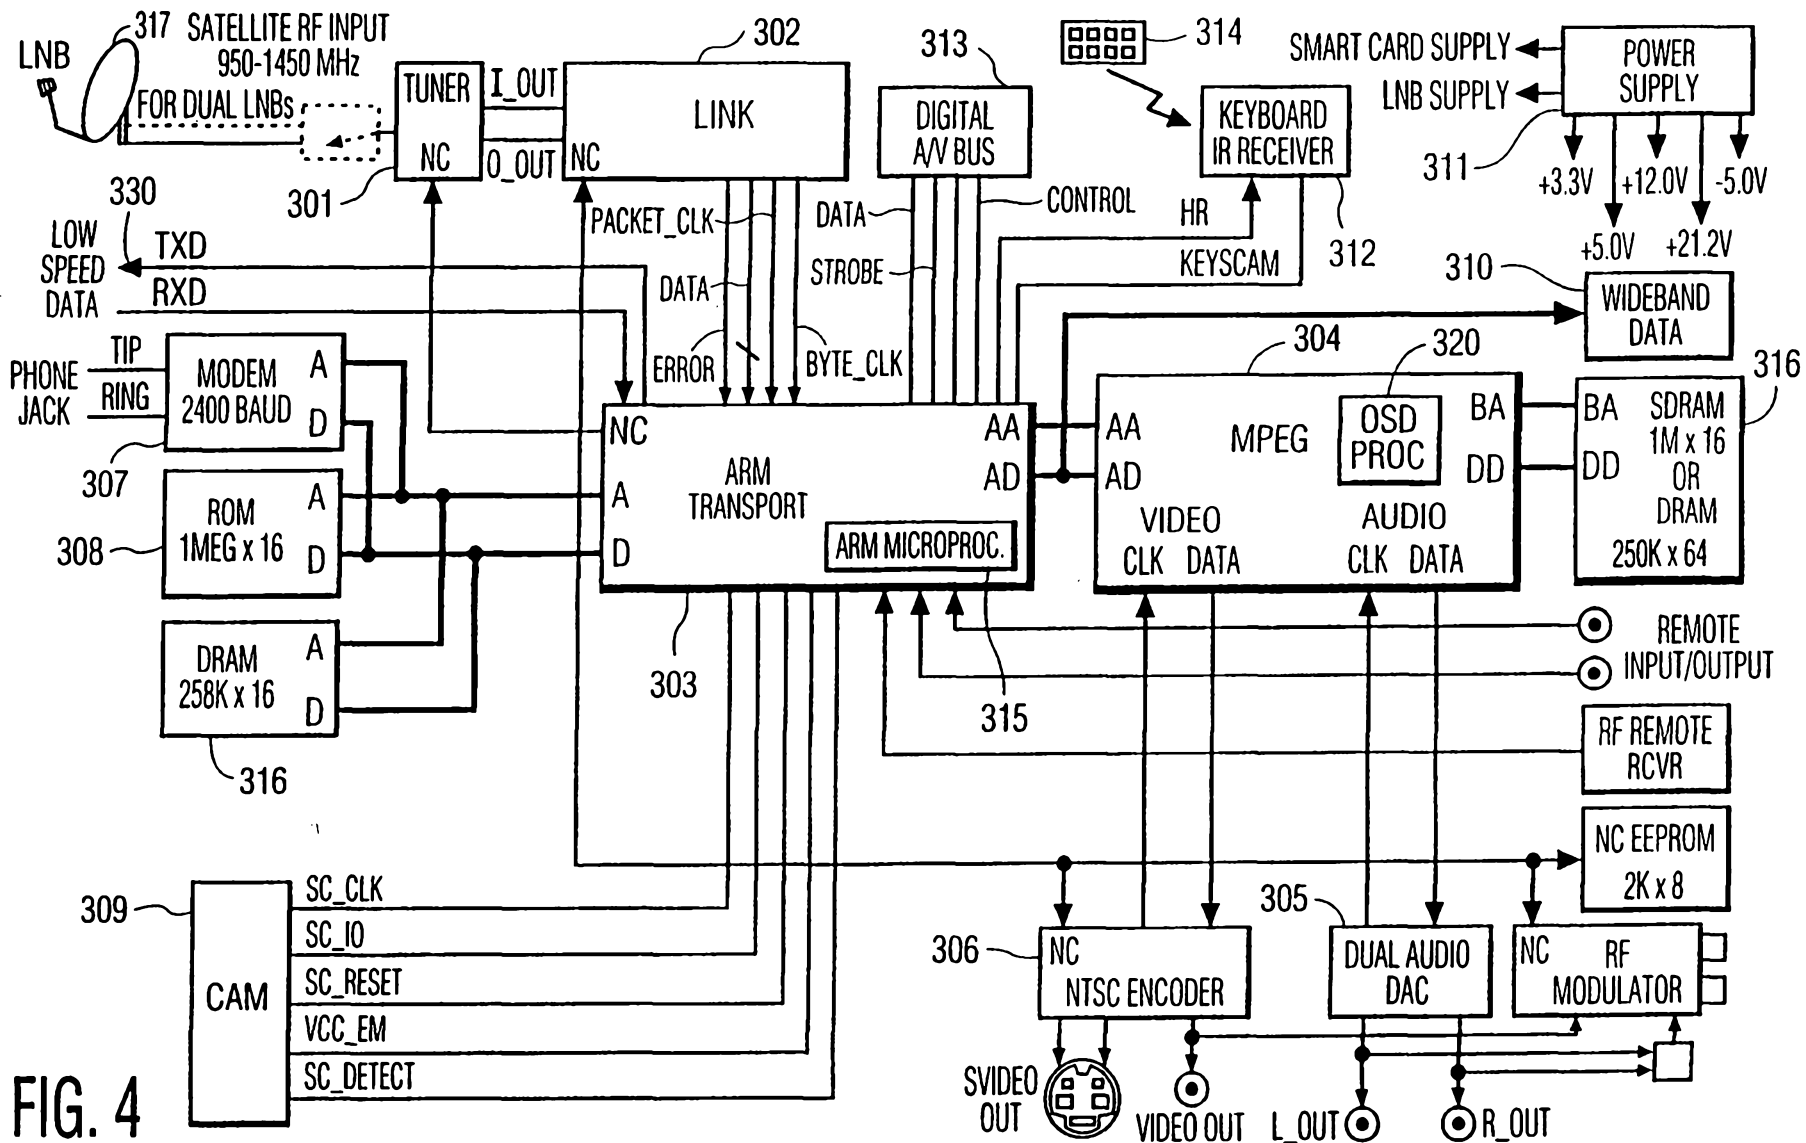 LNB
317
SATELLITE RF INPUT
950-1450 MHz
FOR DUAL LNBs
TUNER
NC
301
I_OUT
O_OUT
302
LINK
NC
313
DIGITAL
A/V BUS
314
KEYBOARD
IR RECEIVER
312
SMART CARD SUPPLY
LNB SUPPLY
POWER
SUPPLY
311
+3.3V
+12.0V
-5.0V
+5.0V
+21.2V
330
LOW
SPEED
DATA
TXD
RXD
PACKET_CLK
DATA
ERROR
BYTE_CLK
DATA
STROBE
CONTROL
HR
KEYSCAM
310
WIDEBAND
DATA
PHONE
JACK
TIP
RING
MODEM
2400 BAUD
A
D
307
ROM
1MEG x 16
A
D
308
DRAM
258K x 16
A
D
316
NC
A
D
ARM
TRANSPORT
AA
AD
ARM MICROPROC.
303
315
304
320
AA
AD
MPEG
OSD
PROC
BA
DD
VIDEO
CLK DATA
AUDIO
CLK DATA
316
BA
DD
SDRAM
1M x 16
OR
DRAM
250K x 64
REMOTE
INPUT/OUTPUT
RF REMOTE
RCVR
NC EEPROM
2K x 8
309
CAM
SC_CLK
SC_IO
SC_RESET
VCC_EM
SC_DETECT
306
NC
NTSC ENCODER
305
DUAL AUDIO
DAC
NC
RF
MODULATOR
SVIDEO
OUT
VIDEO OUT
L_OUT
R_OUT
FIG. 4